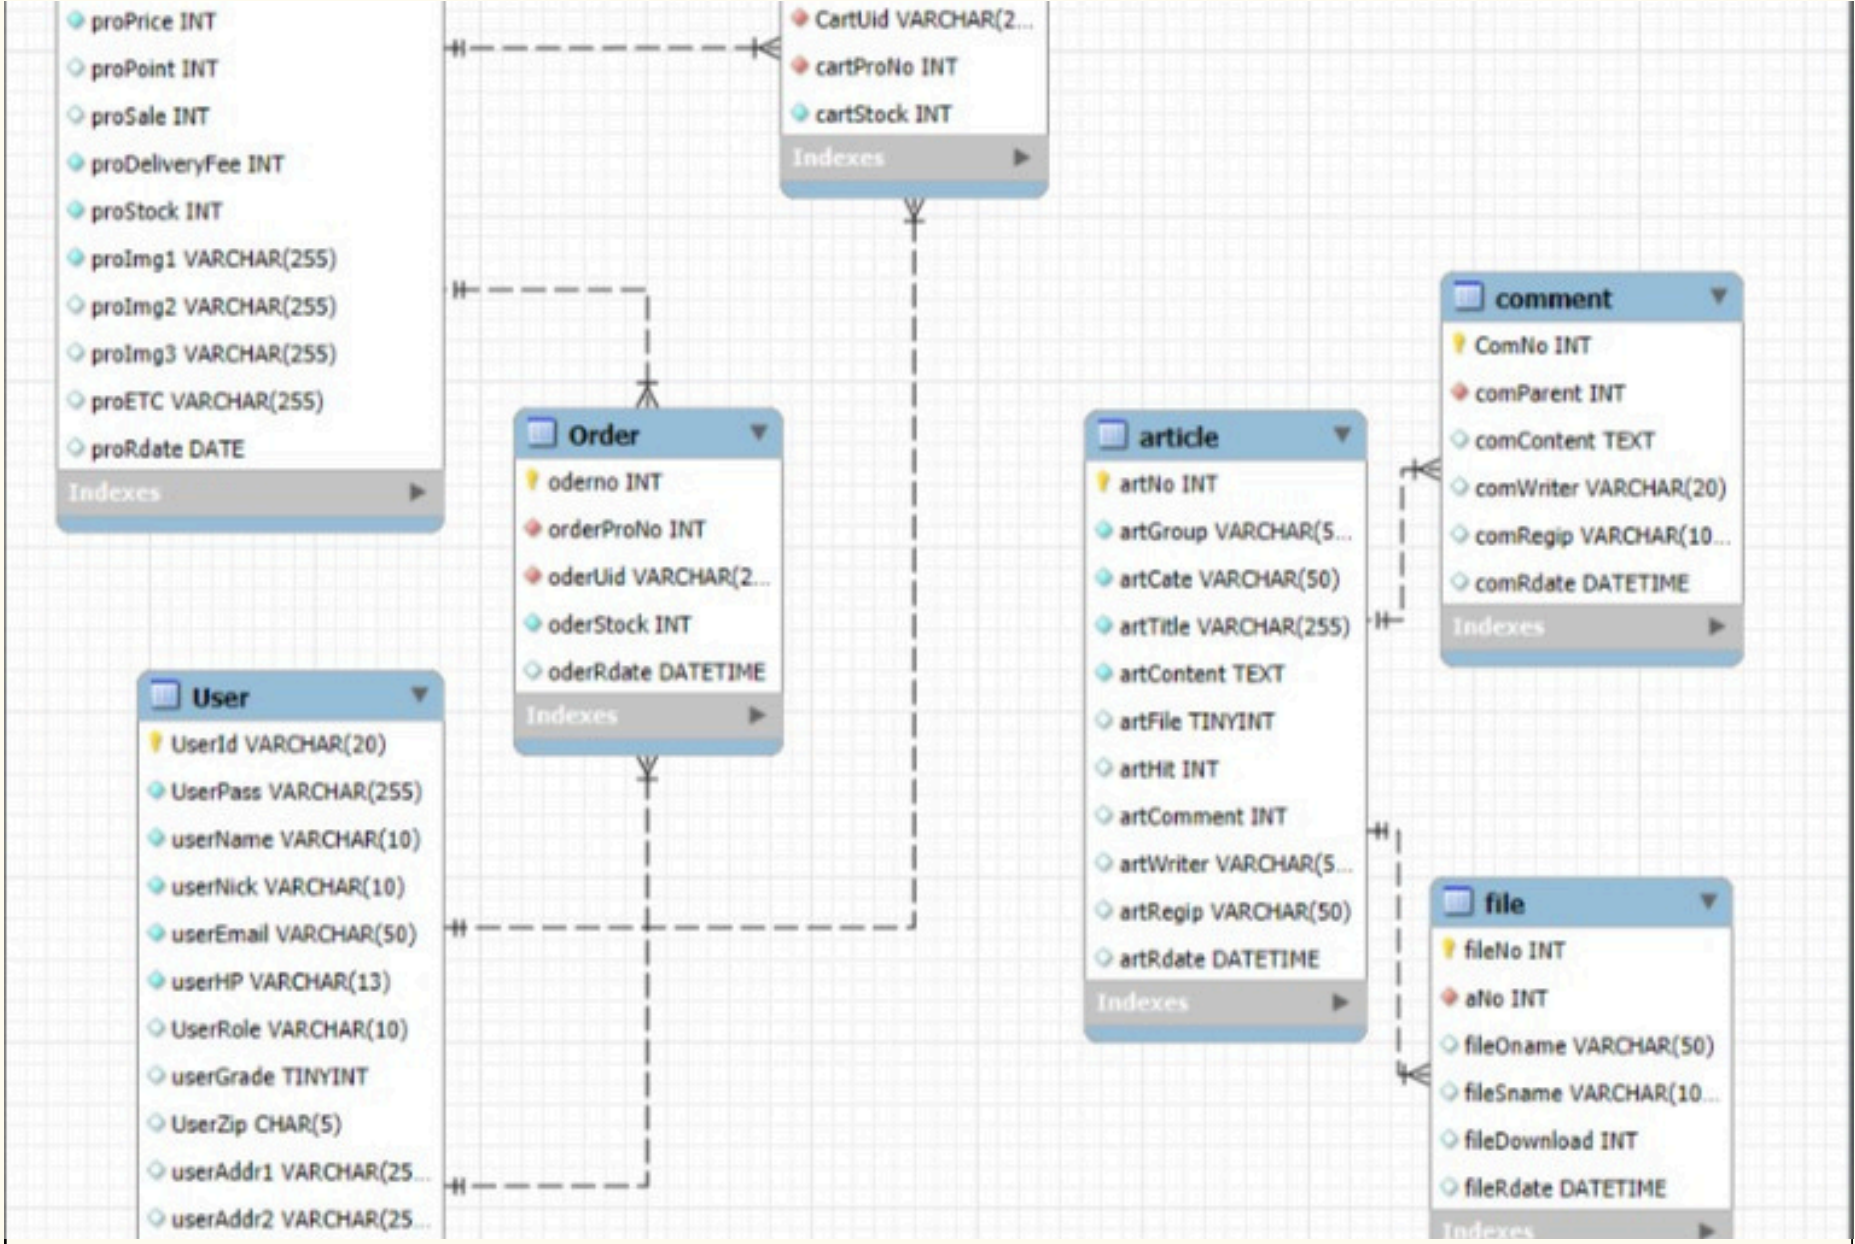 proPrice INT
proPoint INT
proSale INT
proDeliveryFee INT
proStock INT
proImg1 VARCHAR(255)
proImg2 VARCHAR(255)
proImg3 VARCHAR(255)
proETC VARCHAR(255)
proRdate DATE
Indexes
CartUid VARCHAR(2...
cartProNo INT
cartStock INT
Indexes
Order
oderno INT
orderProNo INT
oderUid VARCHAR(2...
oderStock INT
oderRdate DATETIME
Indexes
User
UserId VARCHAR(20)
UserPass VARCHAR(255)
userName VARCHAR(10)
userNick VARCHAR(10)
userEmail VARCHAR(50)
userHP VARCHAR(13)
UserRole VARCHAR(10)
userGrade TINYINT
UserZip CHAR(5)
userAddr1 VARCHAR(25...
userAddr2 VARCHAR(25...
article
artNo INT
artGroup VARCHAR(5...
artCate VARCHAR(50)
artTitle VARCHAR(255)
artContent TEXT
artFile TINYINT
artHit INT
artComment INT
artWriter VARCHAR(5...
artRegip VARCHAR(50)
artRdate DATETIME
Indexes
comment
ComNo INT
comParent INT
comContent TEXT
comWriter VARCHAR(20)
comRegip VARCHAR(10...
comRdate DATETIME
Indexes
file
fileNo INT
aNo INT
fileOname VARCHAR(50)
fileSname VARCHAR(10...
fileDownload INT
fileRdate DATETIME
Indexes